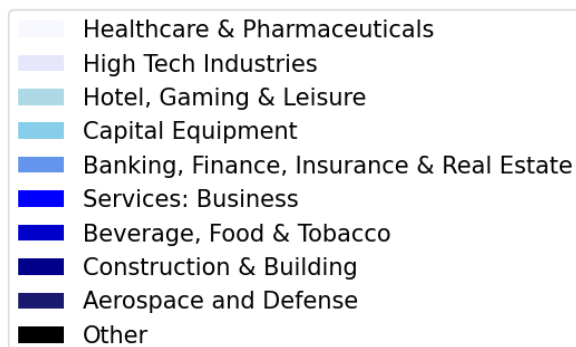 Healthcare & Pharmaceuticals
High Tech Industries
Hotel, Gaming & Leisure
Capital Equipment
Banking, Finance, Insurance & Real Estate
Services: Business
Beverage, Food & Tobacco
Construction & Building
Aerospace and Defense
Other